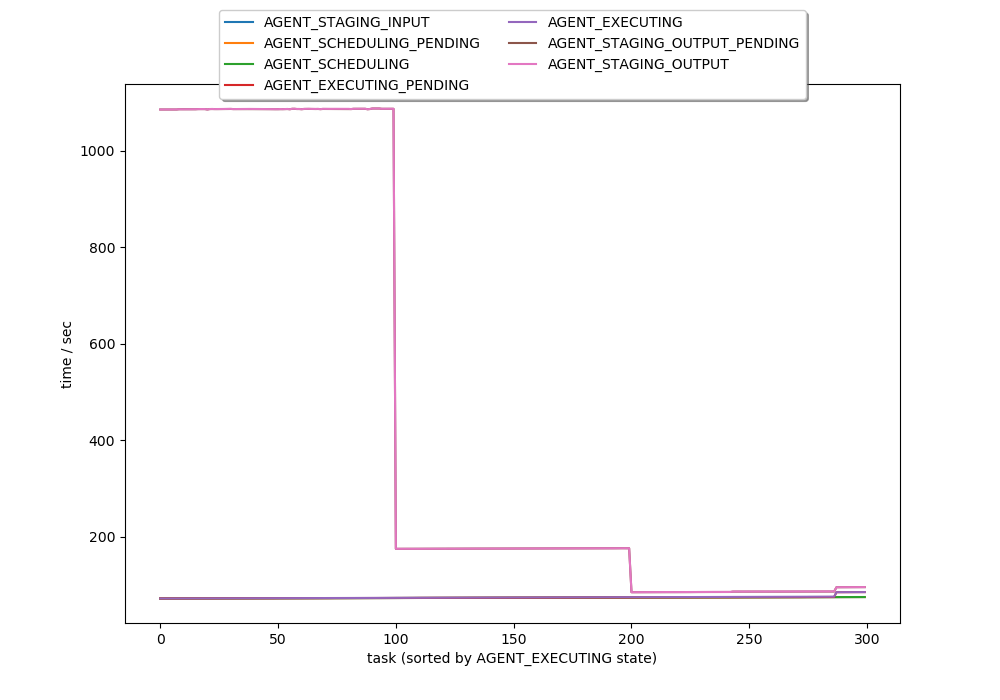 AGENT_STAGING_INPUT
AGENT_SCHEDULING_PENDING
AGENT_SCHEDULING
AGENT_EXECUTING_PENDING
AGENT_EXECUTING
AGENT_STAGING_OUTPUT_PENDING
AGENT_STAGING_OUTPUT
1000
800
600
400
200
time / sec
0
50
100
150
200
250
300
task (sorted by AGENT_EXECUTING state)